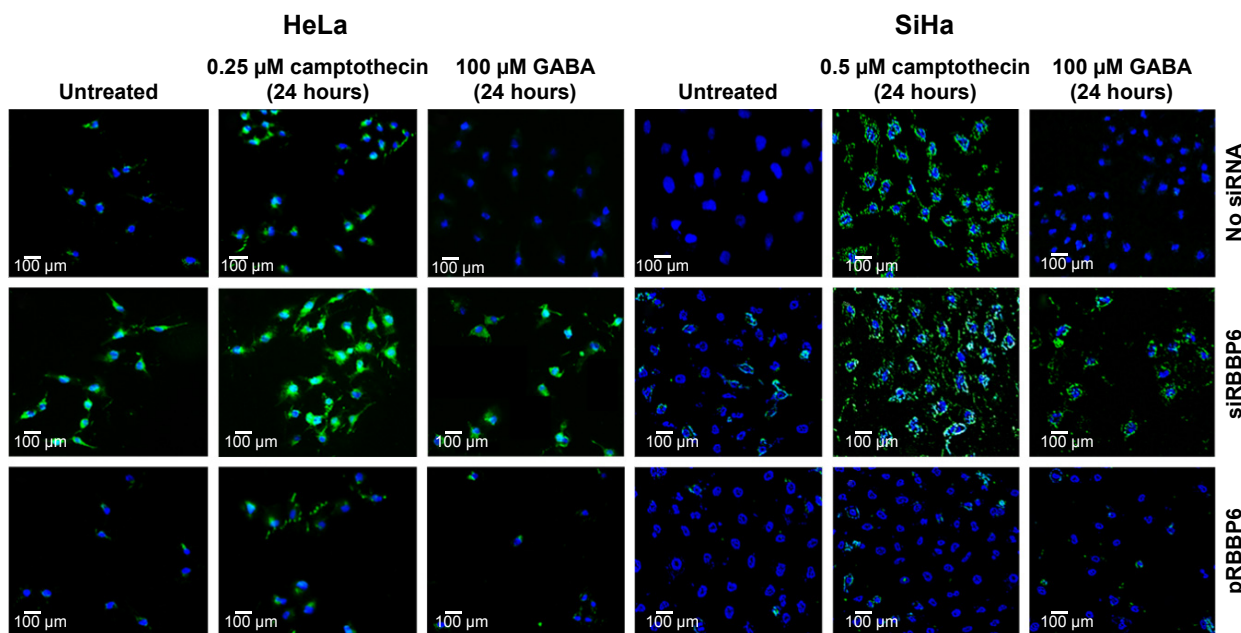 HeLa
SiHa
Untreated
0.25 µM camptothecin
(24 hours)
100 µM GABA
(24 hours)
Untreated
0.5 µM camptothecin
(24 hours)
100 µM GABA
(24 hours)
100 µm
100 µm
100 µm
100 µm
100 µm
100 µm
No siRNA
100 µm
100 µm
100 µm
100 µm
100 µm
100 µm
siRBBP6
100 µm
100 µm
100 µm
100 µm
100 µm
100 µm
pRBBP6